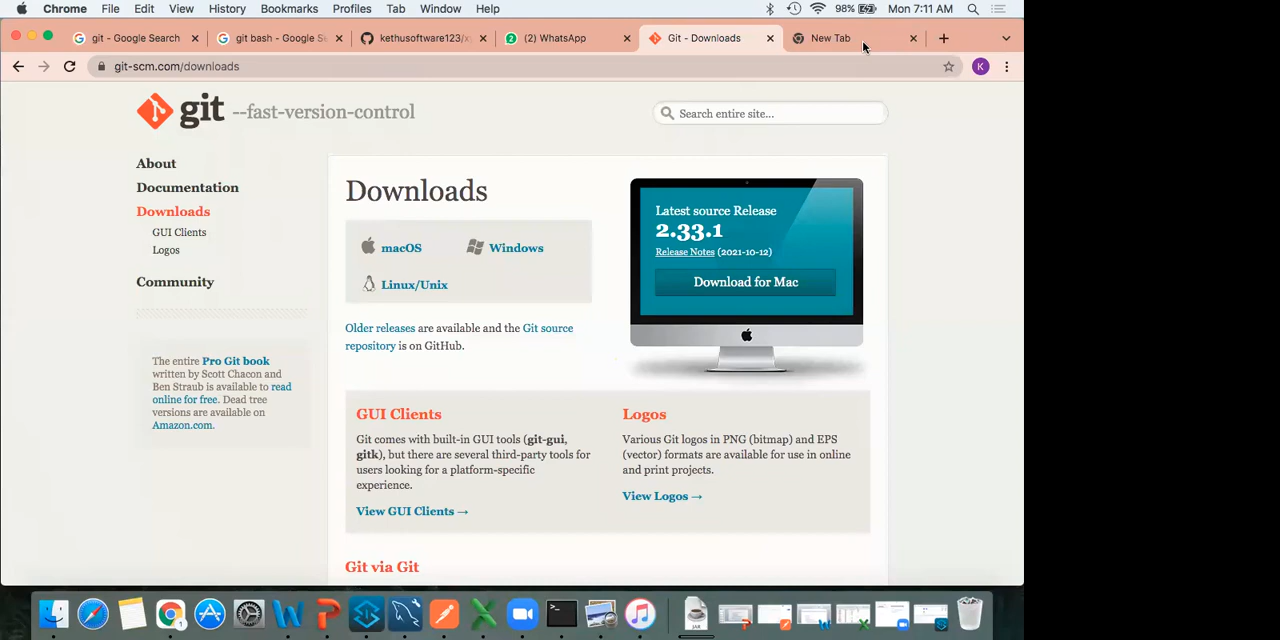 Chrome File Edit View History Bookmarks Profiles Tab Window Help 98% Mon 7:11 AM
git - Google Search git bash - Google Se kethusoftware123/x (2) WhatsApp Git - Downloads New Tab
git-scm.com/downloads K
git --fast-version-control
Search entire site...
About
Documentation
Downloads
GUI Clients
Logos
Community
The entire Pro Git book
written by Scott Chacon and
Ben Straub is available to read
online for free. Dead tree
versions are available on
Amazon.com.
Downloads
macOS Windows
Linux/Unix
Older releases are available and the Git source
repository is on GitHub.
Latest source Release
2.33.1
Release Notes (2021-10-12)
Download for Mac
GUI Clients
Git comes with built-in GUI tools (git-gui,
gitk), but there are several third-party tools for
users looking for a platform-specific
experience.
View GUI Clients →
Logos
Various Git logos in PNG (bitmap) and EPS
(vector) formats are available for use in online
and print projects.
View Logos →
Git via Git